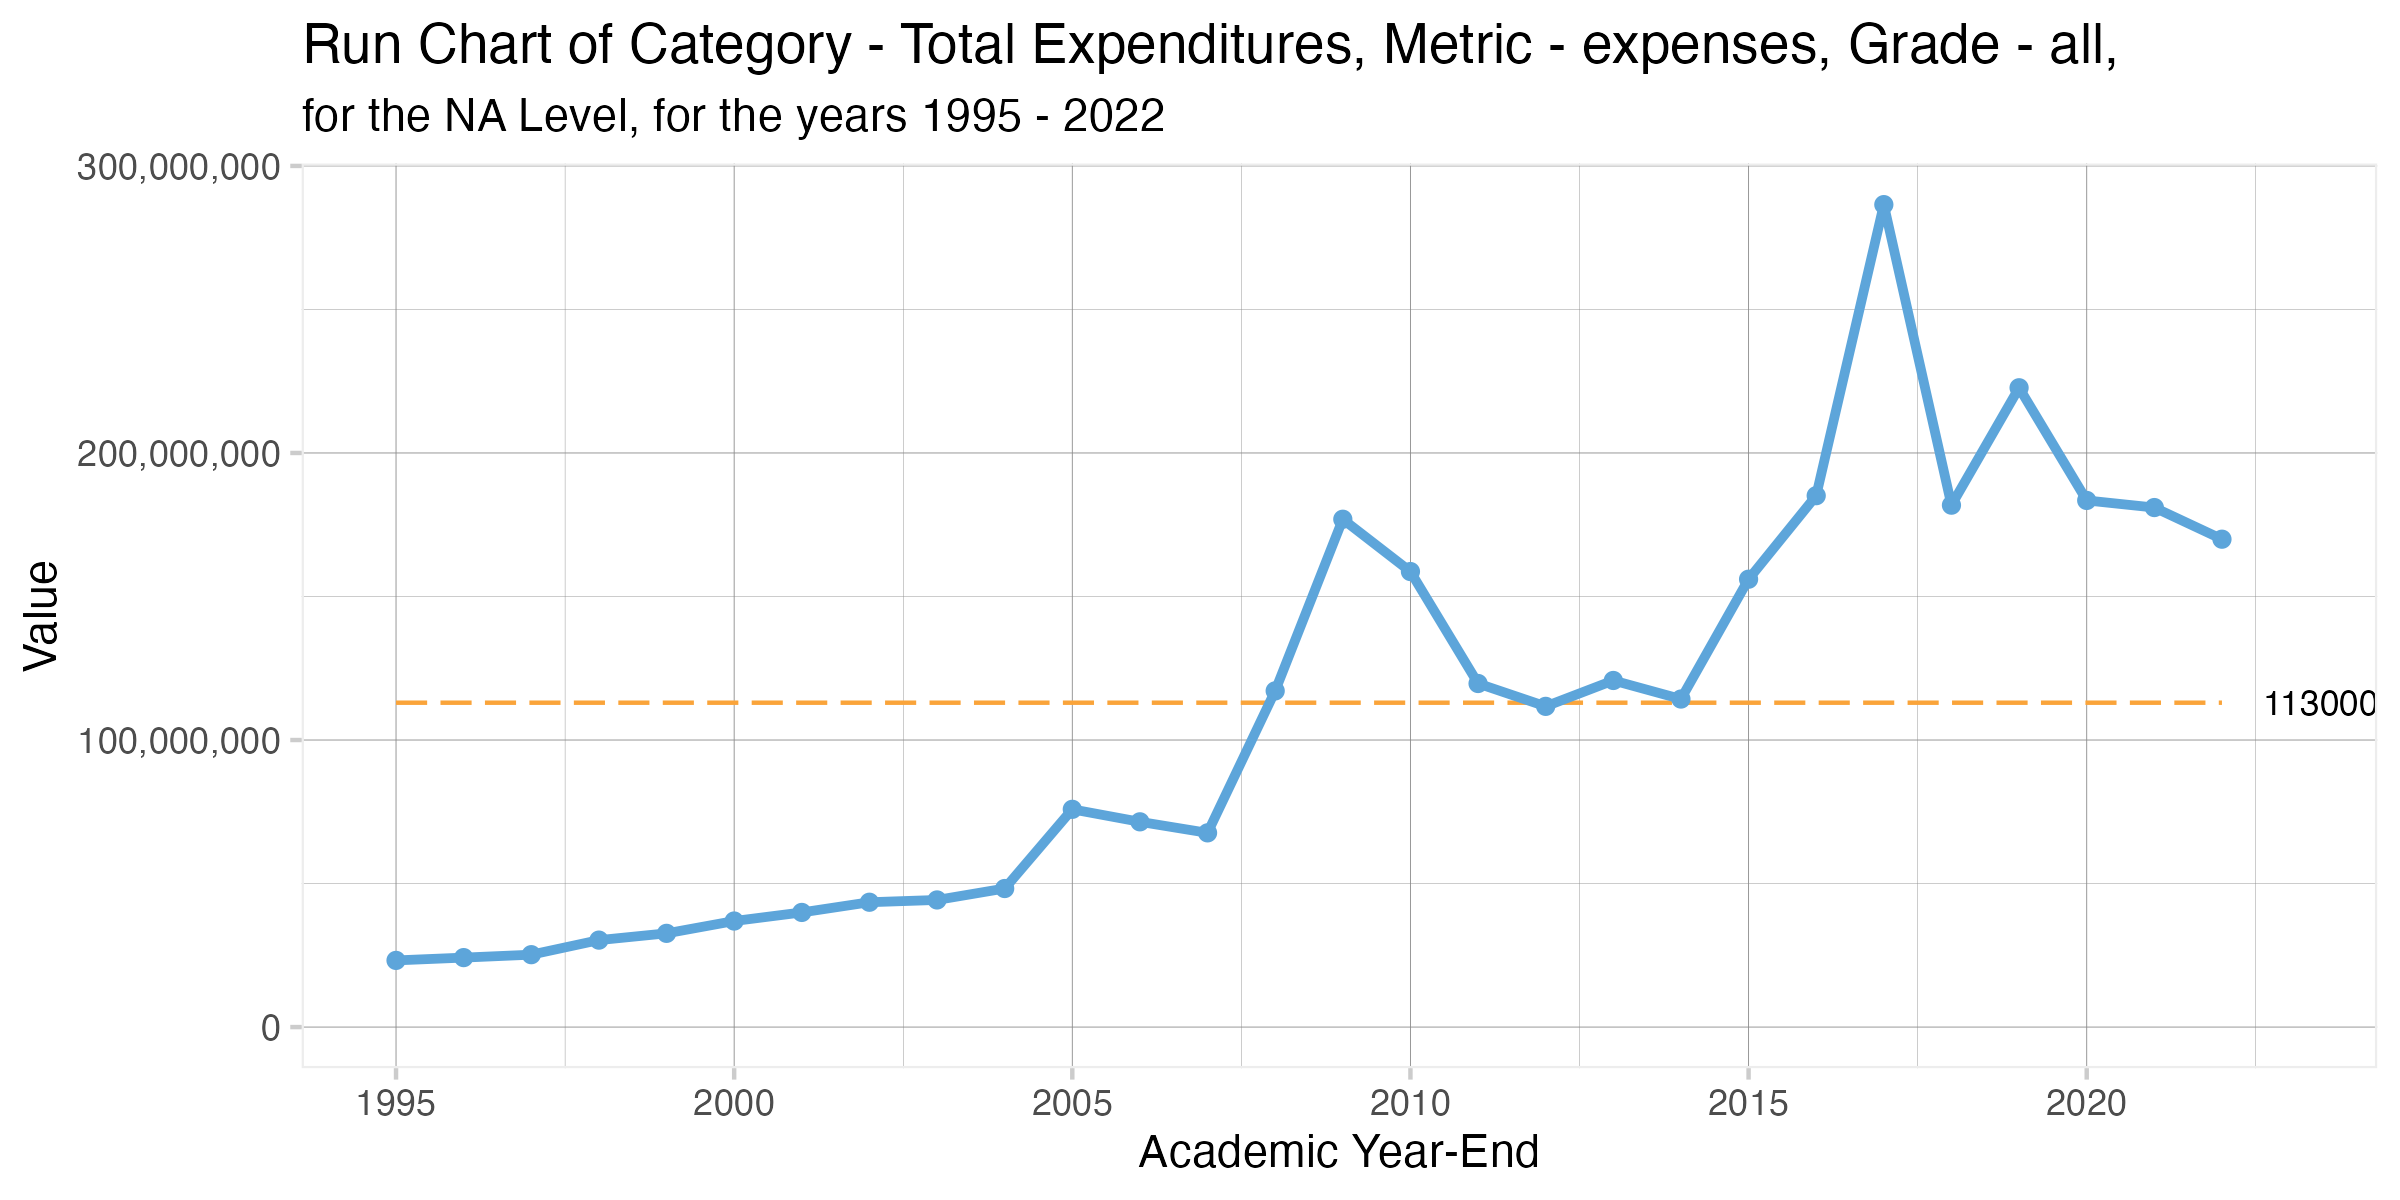 Run Chart of Category - Total Expenditures, Metric - expenses, Grade - all,
for the NA Level, for the years 1995 - 2022
300,000,000
200,000,000
100,000,000
0
Value
113000
1995 2000 2005 2010 2015 2020
Academic Year-End